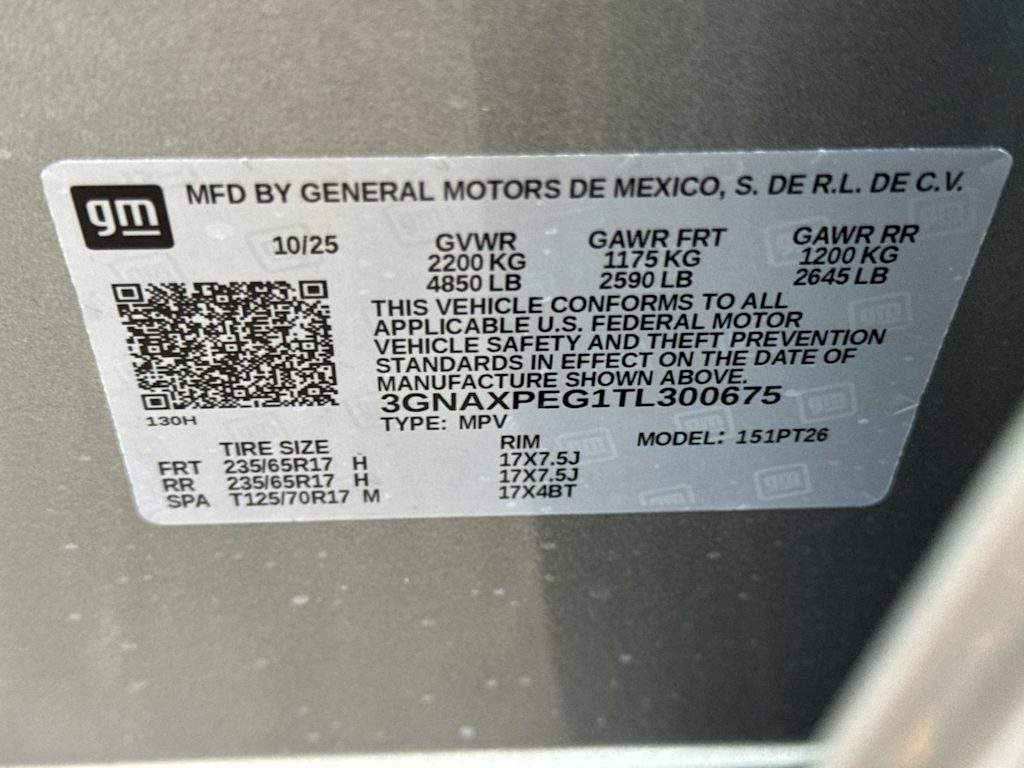 gm
MFD BY GENERAL MOTORS DE MEXICO, S. DE R.L. DE C.V.
10/25
GVWR GAWR FRT GAWR RR
2200 KG 1175 KG 1200 KG
4850 LB 2590 LB 2645 LB
THIS VEHICLE CONFORMS TO ALL
APPLICABLE U.S. FEDERAL MOTOR
VEHICLE SAFETY AND THEFT PREVENTION
STANDARDS IN EFFECT ON THE DATE OF
MANUFACTURE SHOWN ABOVE.
3GNAXPEG1TL300675
130H
TYPE: MPV
MODEL: 151PT26
TIRE SIZE RIM
FRT 235/65R17 H 17X7.5J
RR 235/65R17 H 17X7.5J
SPA T125/70R17 M 17X4BT